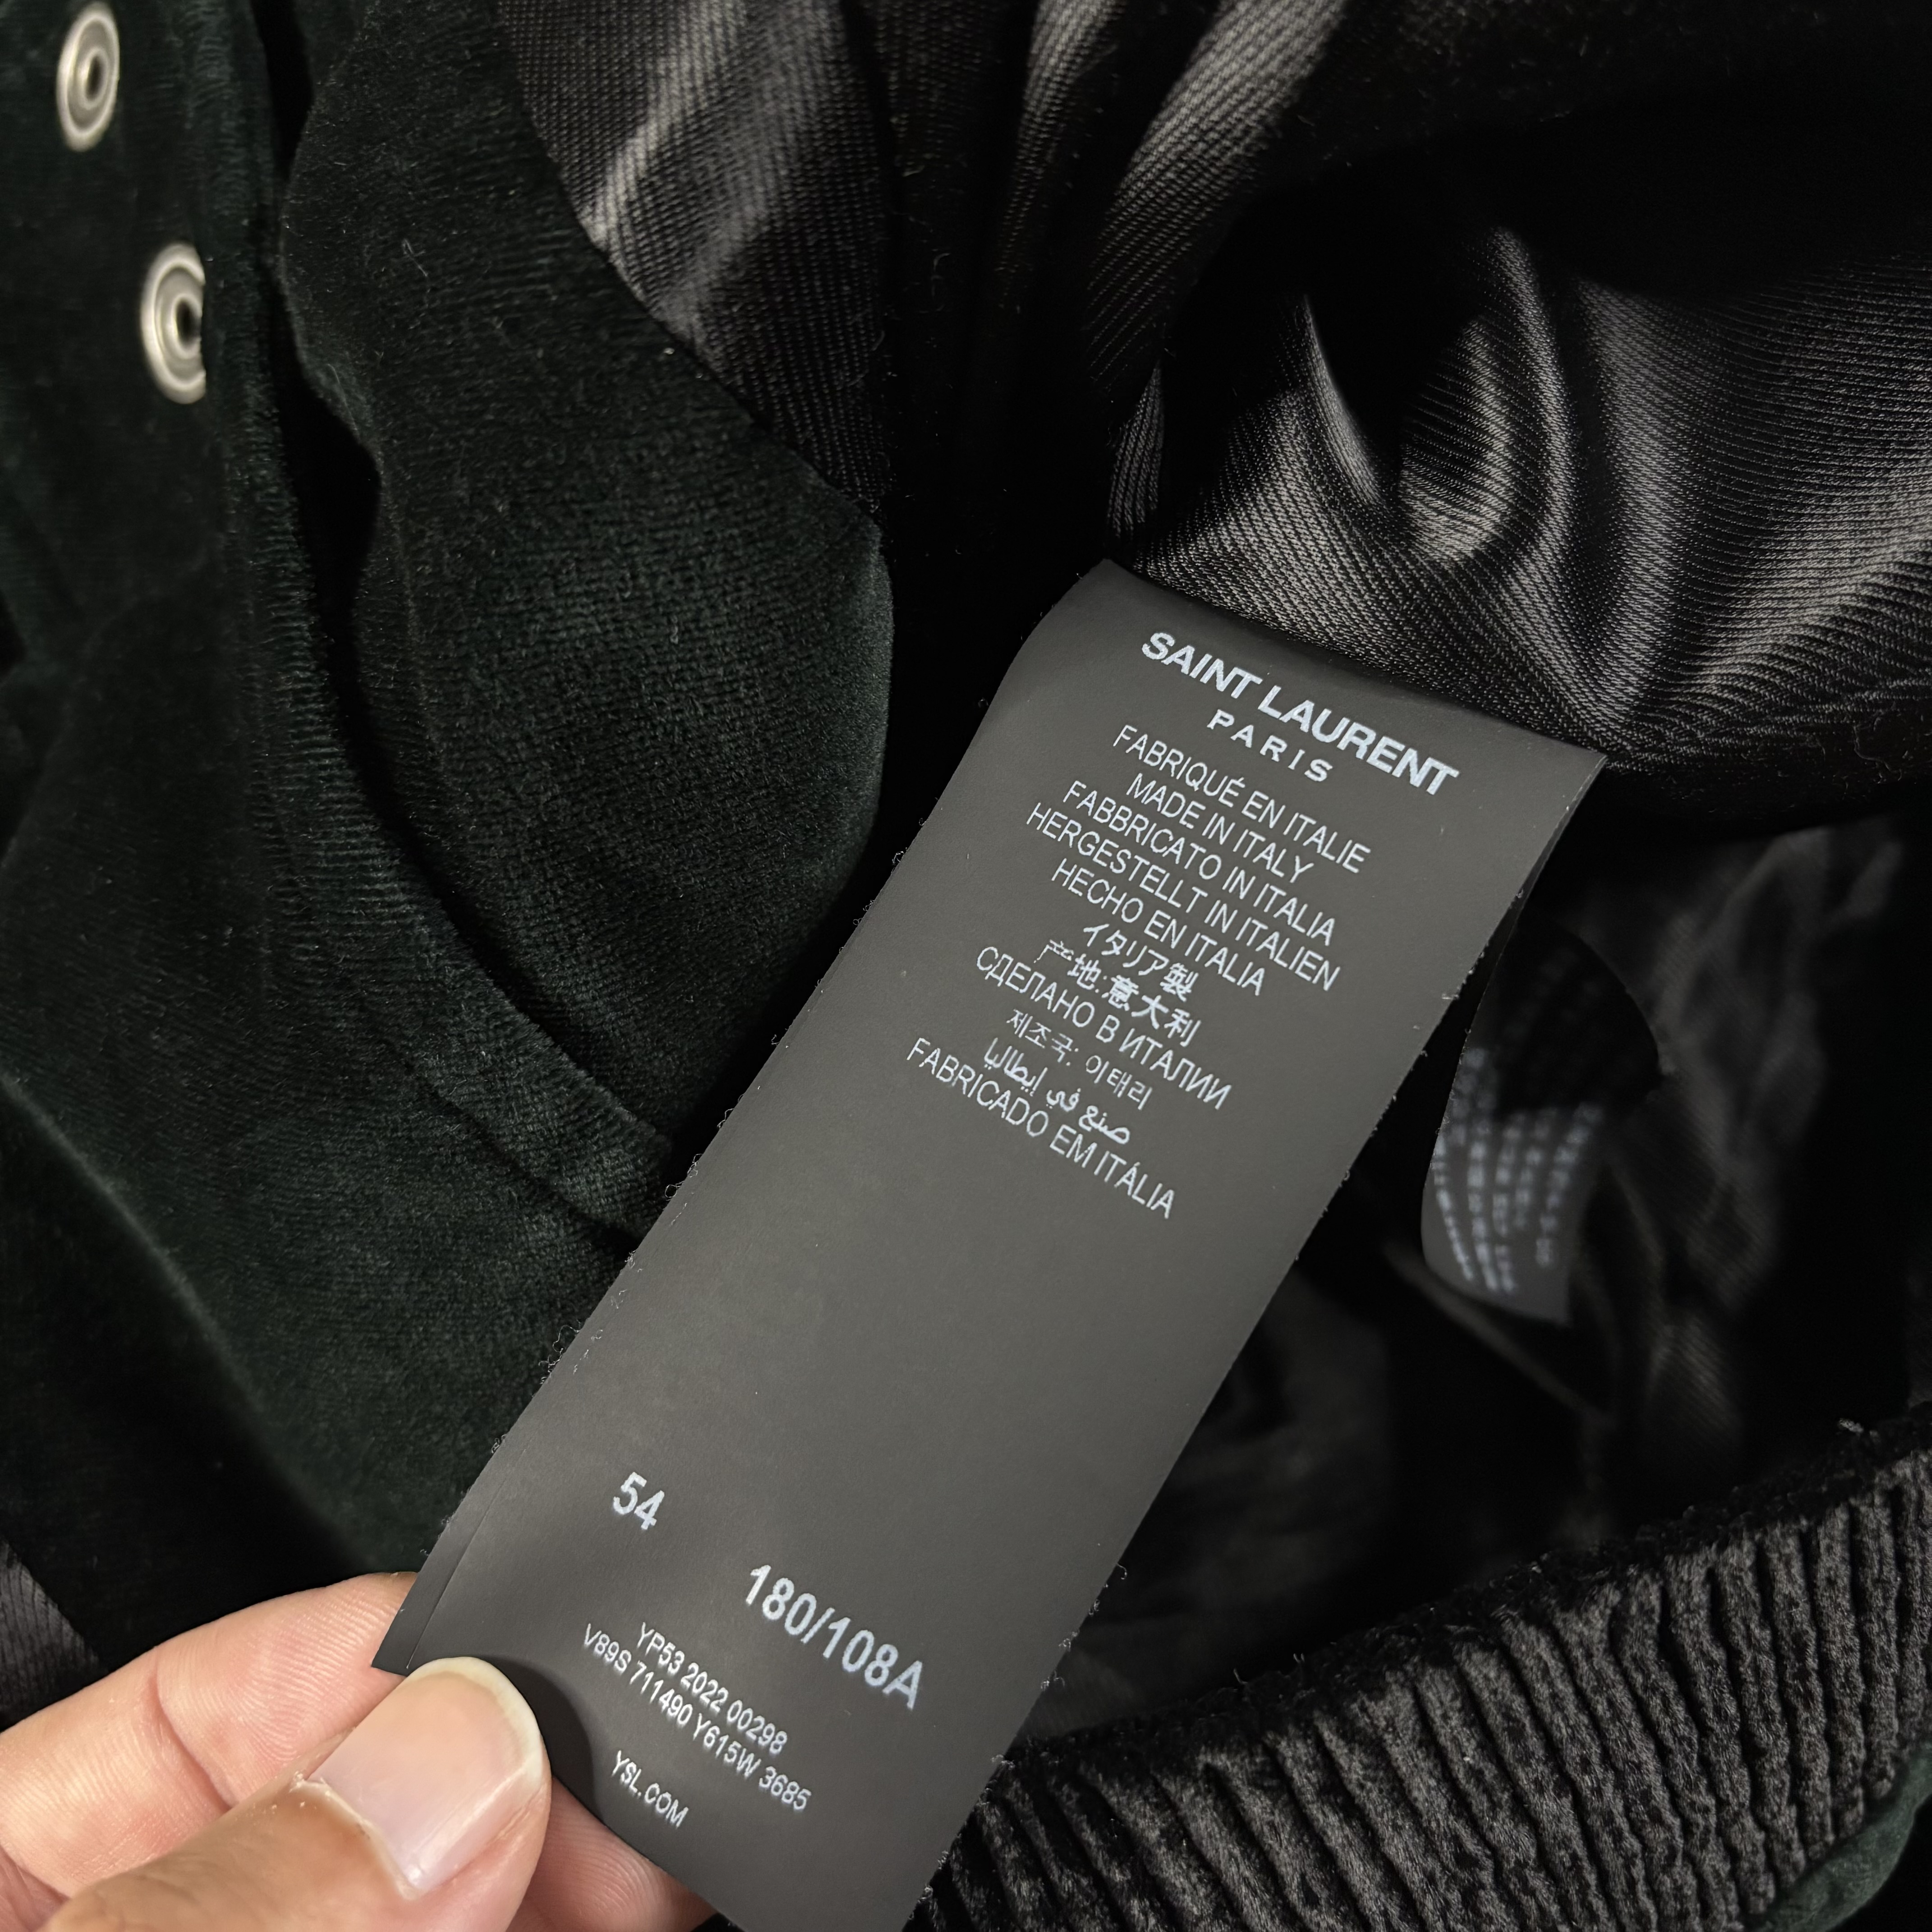 SAINT LAURENT
PARIS
FABRIQUÉ EN ITALIE
MADE IN ITALY
FABBRICATO IN ITALIA
HERGESTELLT IN ITALIEN
HECHO EN ITALIA
イタリア製
产地:意大利
СДЕЛАНО В ИТАЛИИ
제조국: 이태리
صنع في إيطاليا
FABRICADO EM ITÁLIA
54
180/108A
YP53 2022 00298
V89S 711490 Y615W 3685
YSL.COM